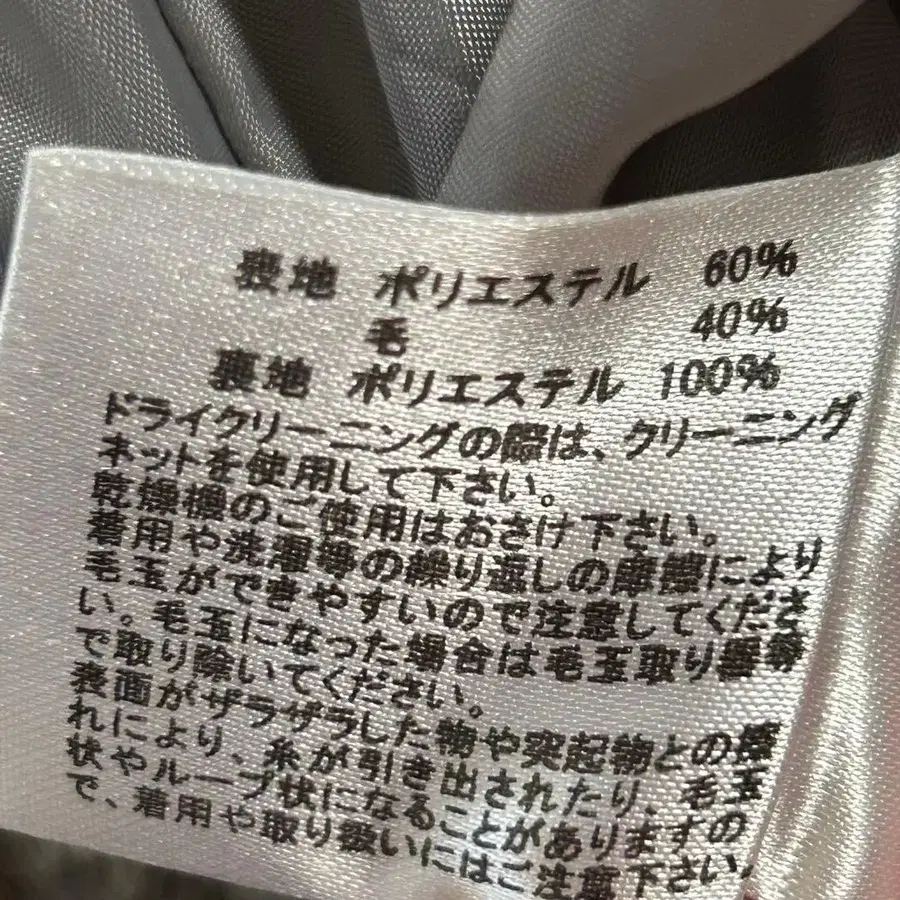 表地 ポリエステル 60%
毛 40%
裏地 ポリエステル 100%
ドライクリーニングの際は、クリーニング
ネットを使用して下さい。
乾燥機のご使用はおさけ下さい。
着用や洗濯等の繰り返しの摩擦により
毛玉ができやすいので注意してくださ
い。毛玉になった場合は毛玉取り器等
で取り除いてください。
表面がザラザラした物や突起物との擦
れにより、糸が引き出されたり、毛玉
状やループ状になることがありますの
で、着用や取り扱いにはご注意下さい。